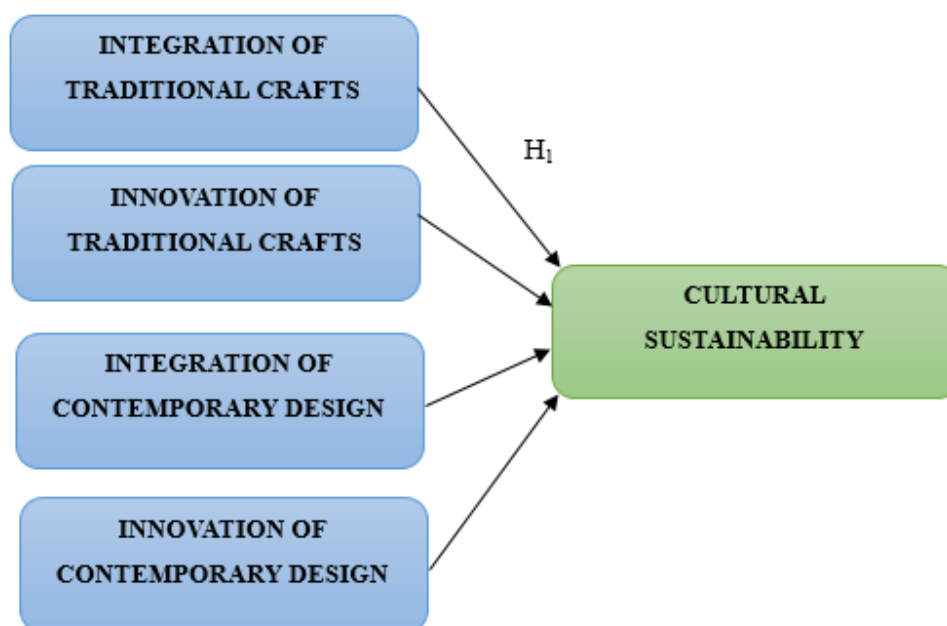 INTEGRATION OF
TRADITIONAL CRAFTS
H₁
INNOVATION OF
TRADITIONAL CRAFTS
CULTURAL
SUSTAINABILITY
INTEGRATION OF
CONTEMPORARY DESIGN
INNOVATION OF
CONTEMPORARY DESIGN